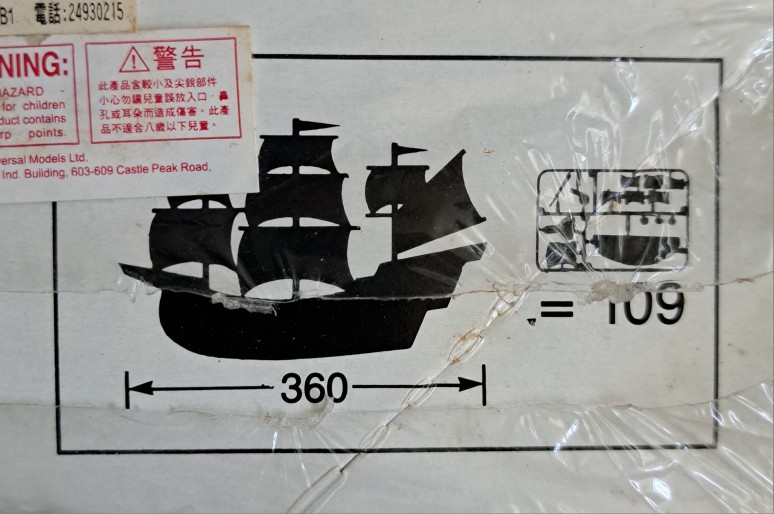 B1 電話:24930215
NING:
HAZARD -
for children
duct contains
rp points.
警告
此產品含較小及尖銳部件
小心勿讓兒童誤放入口、鼻
孔或耳朵而造成傷害。此產
品不適合八歲以下兒童。
versal Models Ltd.
Ind. Building, 603-609 Castle Peak Road,
= 109
360